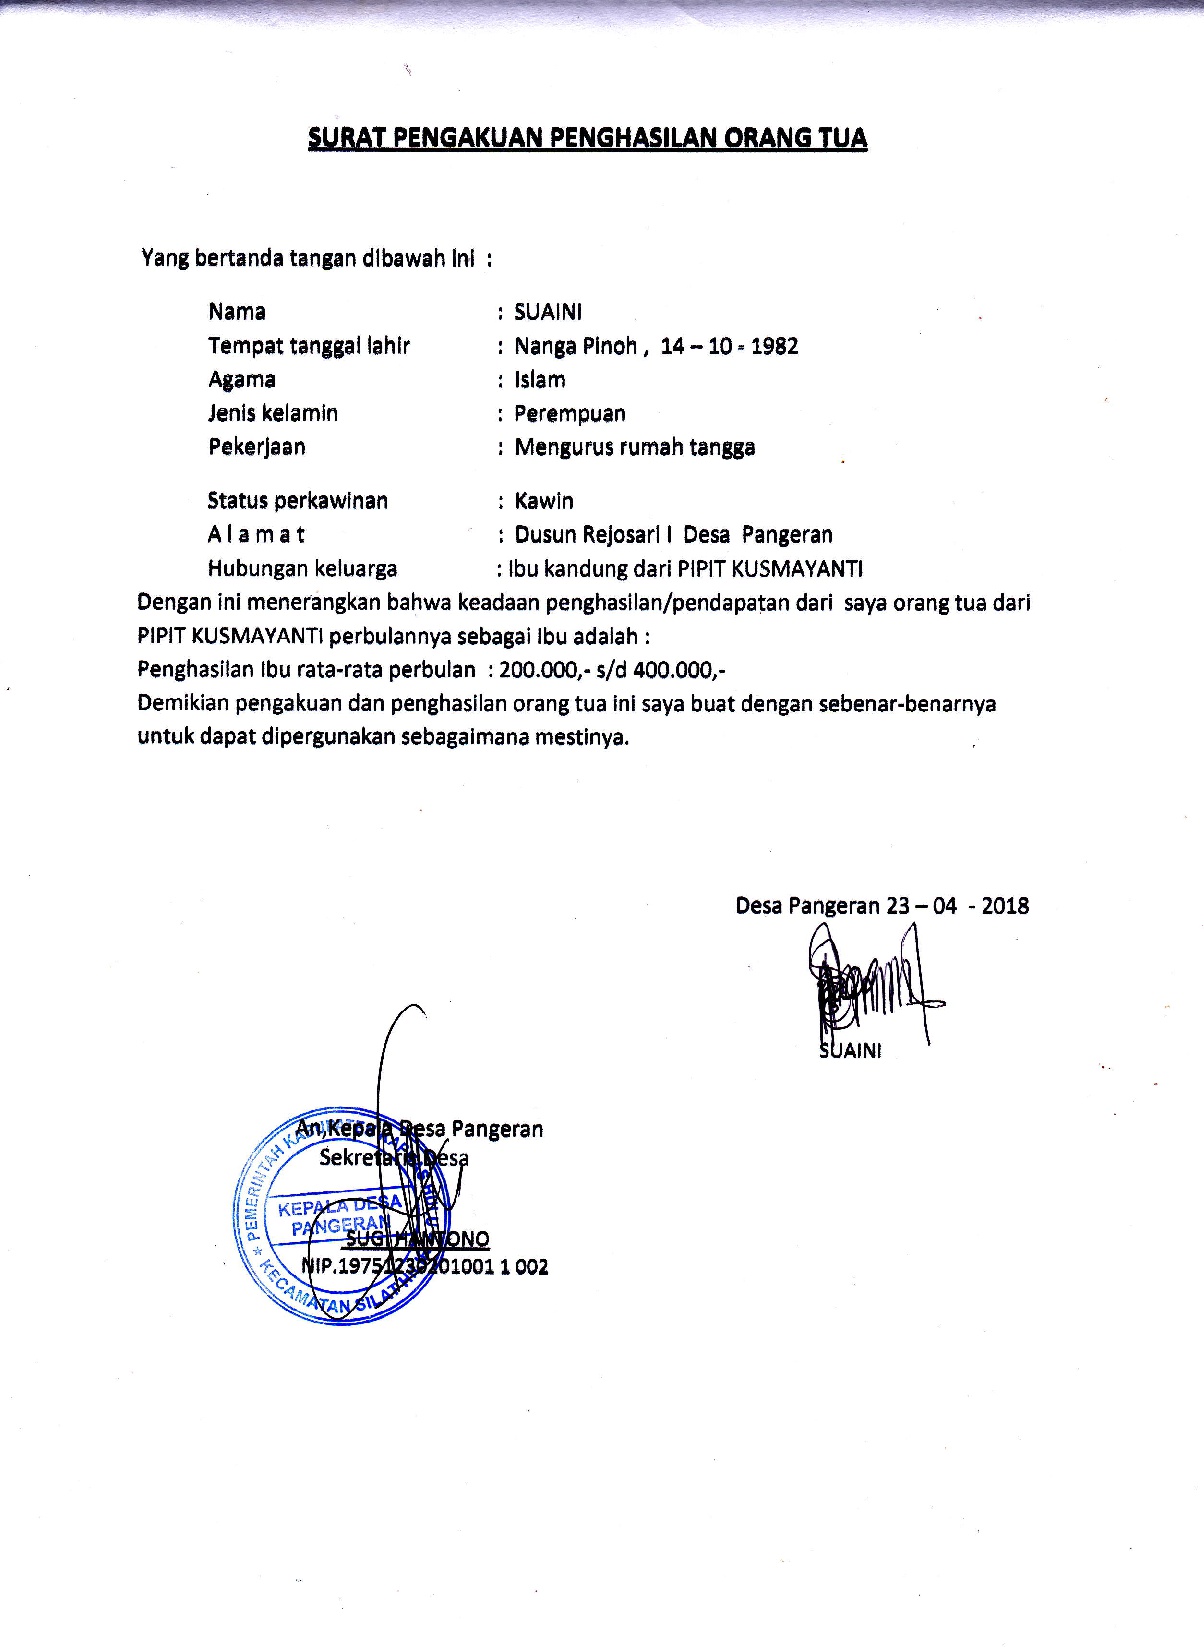 SURAT PENGAKUAN PENGHASILAN ORANG TUA
Yang bertanda tangan dibawah ini :
Nama : SUAINI
Tempat tanggal lahir : Nanga Pinoh , 14 – 10 - 1982
Agama : Islam
Jenis kelamin : Perempuan
Pekerjaan : Mengurus rumah tangga
Status perkawinan : Kawin
A l a m a t : Dusun Rejosari I Desa Pangeran
Hubungan keluarga : Ibu kandung dari PIPIT KUSMAYANTI
Dengan ini menerangkan bahwa keadaan penghasilan/pendapatan dari saya orang tua dari
PIPIT KUSMAYANTI perbulannya sebagai Ibu adalah :
Penghasilan Ibu rata-rata perbulan : 200.000,- s/d 400.000,-
Demikian pengakuan dan penghasilan orang tua ini saya buat dengan sebenar-benarnya
untuk dapat dipergunakan sebagaimana mestinya.
Desa Pangeran 23 – 04 - 2018
SUAINI
An,Kepala Desa Pangeran
Sekretaris Desa
PEMERINTAH
KEPALA DESA
PANGERAN
KECAMATAN SILAT
NIP.
1 002